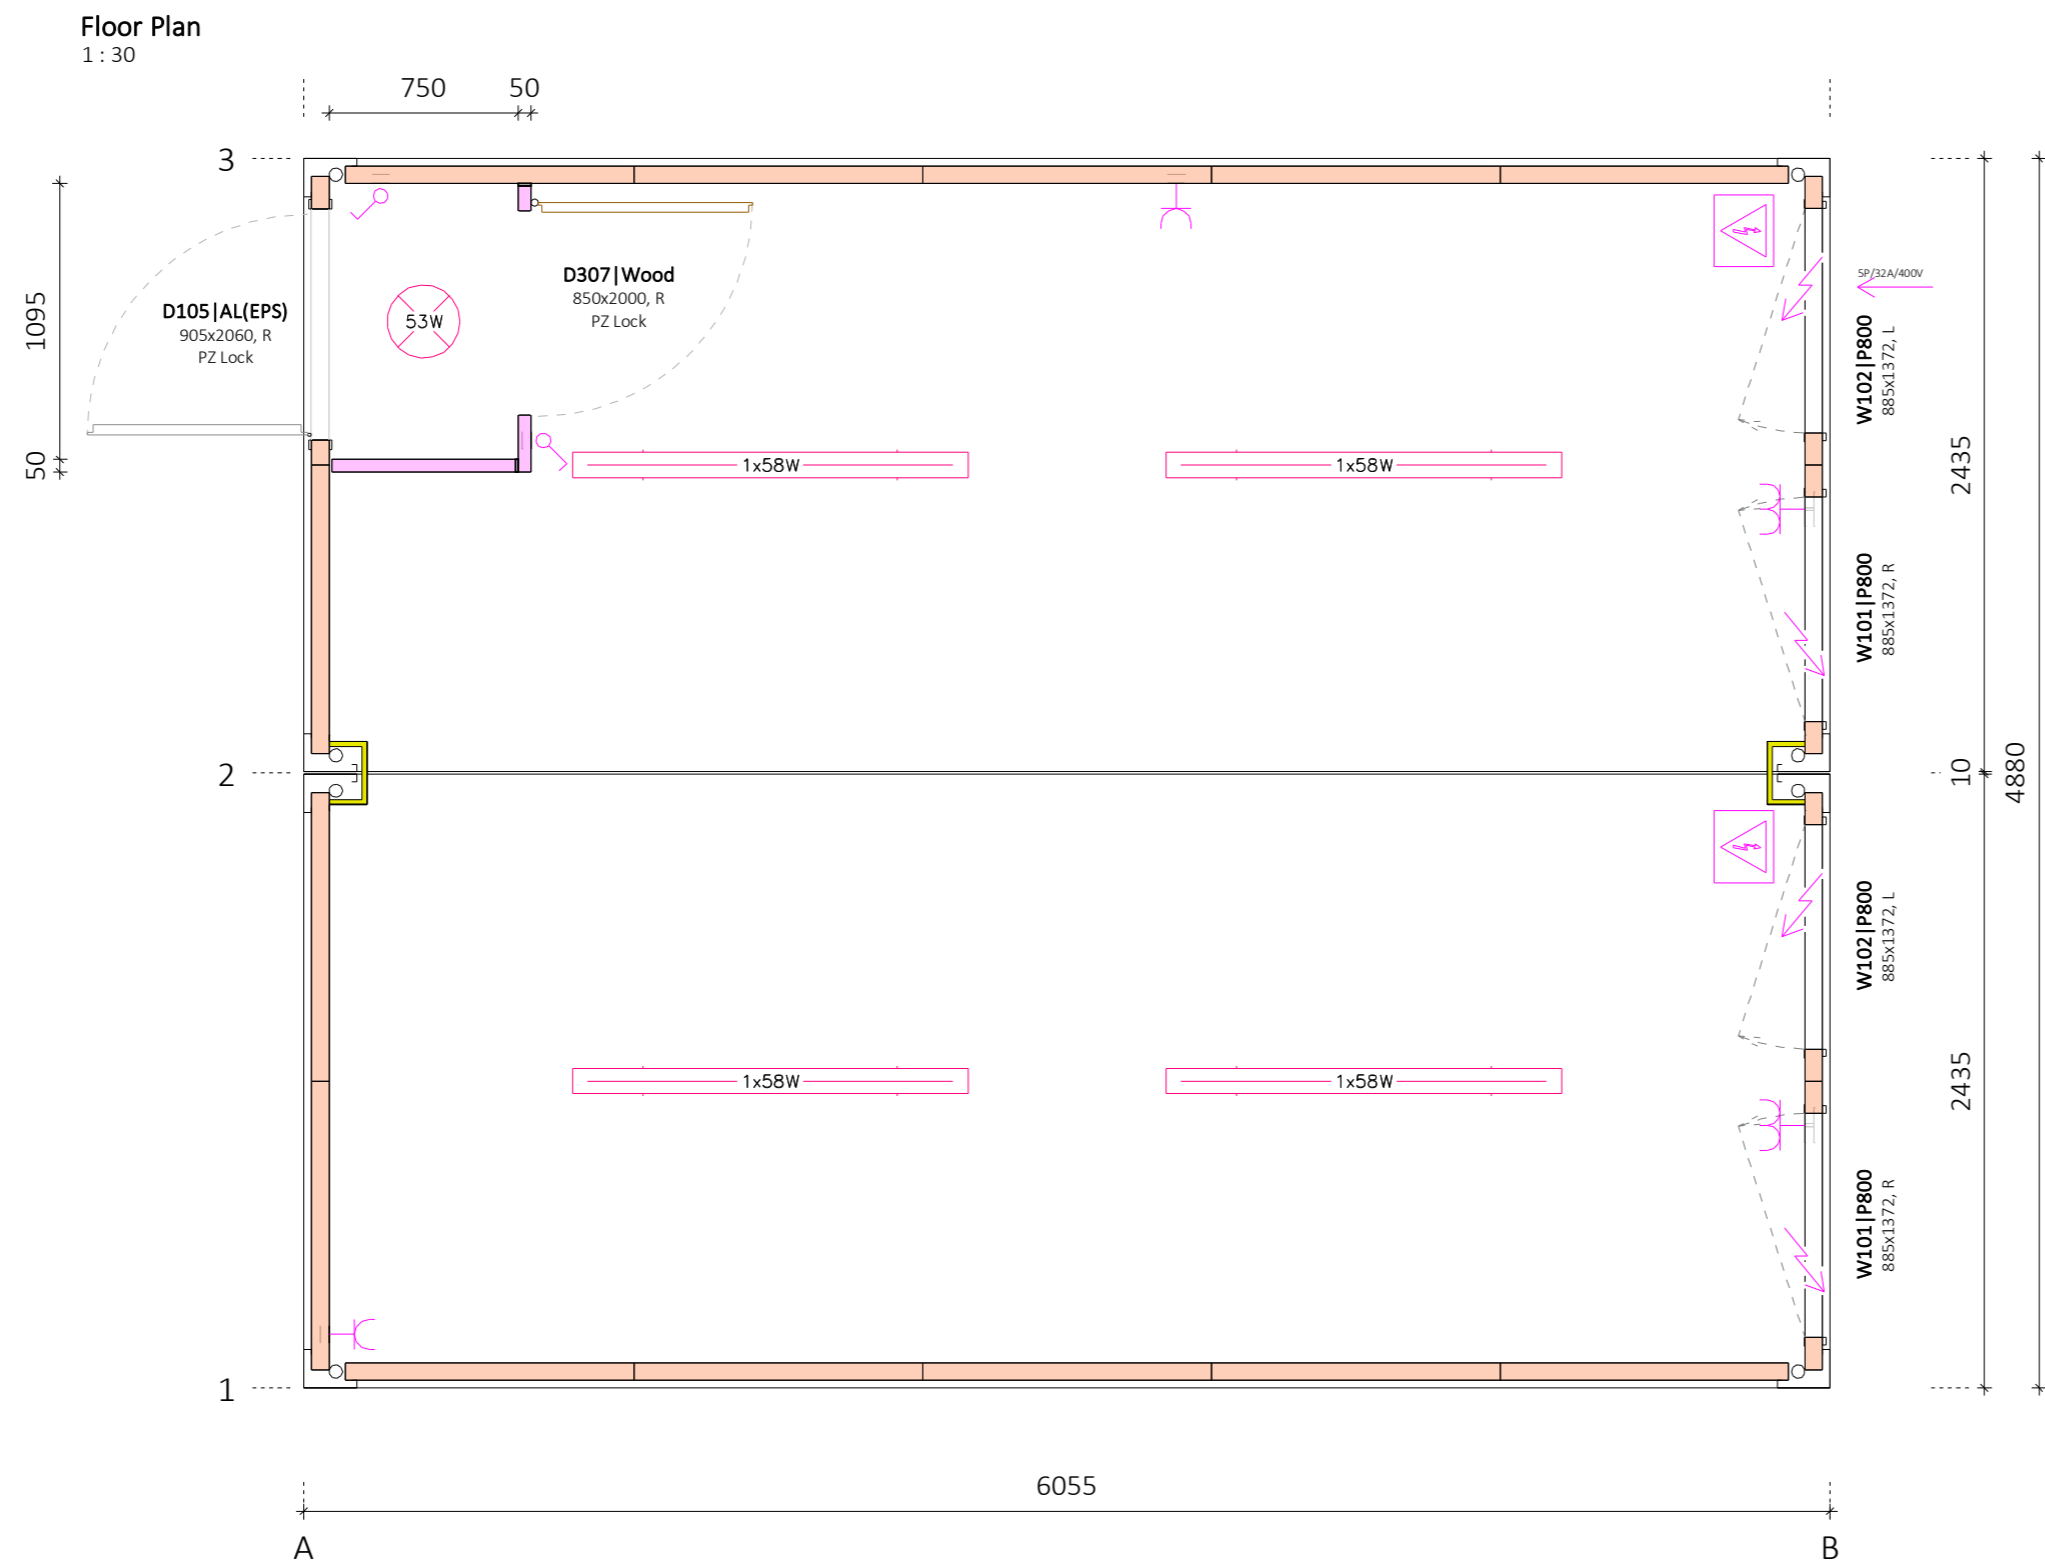 Floor Plan
1 : 30
750
50
3
1095
50
D105|AL(EPS)
905x2060, R
PZ Lock
53W
D307|Wood
850x2000, R
PZ Lock
5P/32A/400V
W102|P800
885x1372, L
1x58W
1x58W
2435
W101|P800
885x1372, R
2
10
4880
W102|P800
885x1372, L
1x58W
1x58W
2435
W101|P800
885x1372, R
1
6055
A
B